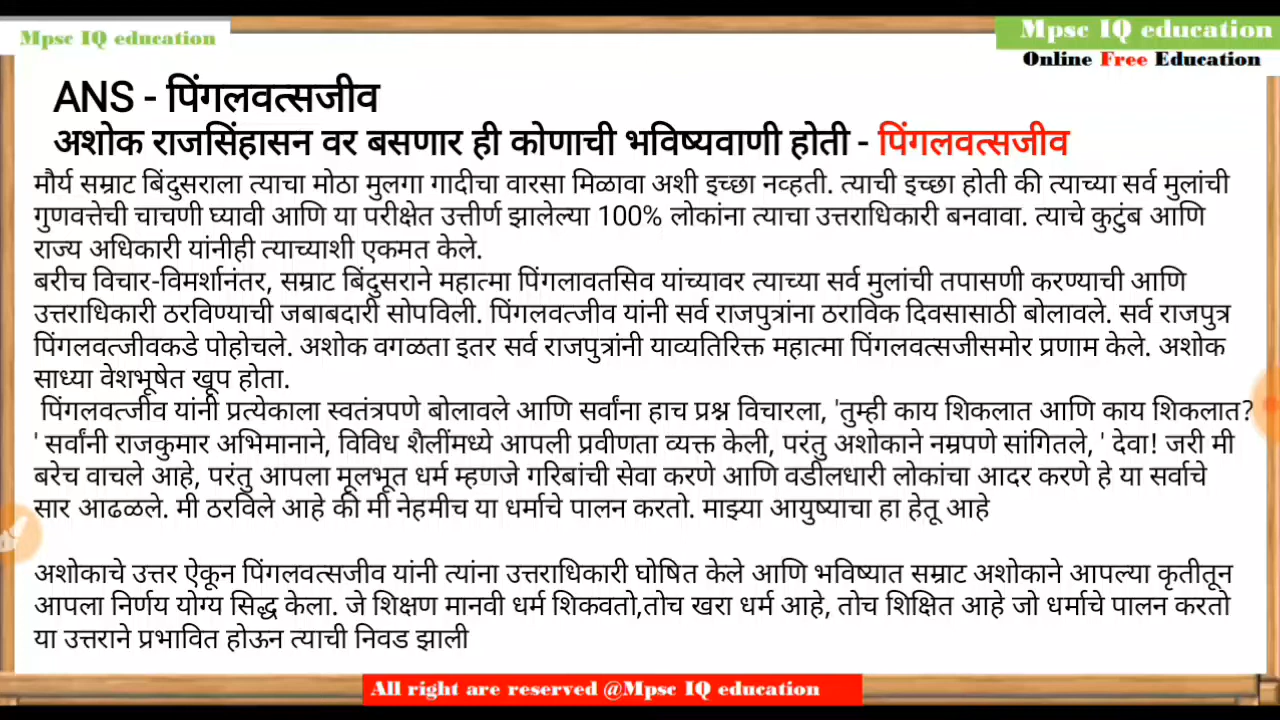 Mpsc IQ education
Mpsc IQ education
Online Free Education
ANS - पिंगलवत्सजीव
अशोक राजसिंहासन वर बसणार ही कोणाची भविष्यवाणी होती - पिंगलवत्सजीव
मौर्य सम्राट बिंदुसराला त्याचा मोठा मुलगा गादीचा वारसा मिळावा अशी इच्छा नव्हती. त्याची इच्छा होती की त्याच्या सर्व मुलांची
गुणवत्तेची चाचणी घ्यावी आणि या परीक्षेत उत्तीर्ण झालेल्या 100% लोकांना त्याचा उत्तराधिकारी बनवावा. त्याचे कुटुंब आणि
राज्य अधिकारी यांनीही त्याच्याशी एकमत केले.
बरीच विचार-विमर्शानंतर, सम्राट बिंदुसराने महात्मा पिंगलावतसिव यांच्यावर त्याच्या सर्व मुलांची तपासणी करण्याची आणि
उत्तराधिकारी ठरविण्याची जबाबदारी सोपविली. पिंगलवत्जीव यांनी सर्व राजपुत्रांना ठराविक दिवसासाठी बोलावले. सर्व राजपुत्र
पिंगलवत्जीवकडे पोहोचले. अशोक वगळता इतर सर्व राजपुत्रांनी याव्यतिरिक्त महात्मा पिंगलवत्सजीसमोर प्रणाम केले. अशोक
साध्या वेशभूषेत खूप होता.
पिंगलवत्जीव यांनी प्रत्येकाला स्वतंत्रपणे बोलावले आणि सर्वांना हाच प्रश्न विचारला, 'तुम्ही काय शिकलात आणि काय शिकलात?
' सर्वांनी राजकुमार अभिमानाने, विविध शैलींमध्ये आपली प्रवीणता व्यक्त केली, परंतु अशोकाने नम्रपणे सांगितले, ' देवा! जरी मी
बरेच वाचले आहे, परंतु आपला मूलभूत धर्म म्हणजे गरिबांची सेवा करणे आणि वडीलधारी लोकांचा आदर करणे हे या सर्वाचे
सार आढळले. मी ठरविले आहे की मी नेहमीच या धर्माचे पालन करतो. माझ्या आयुष्याचा हा हेतू आहे
अशोकाचे उत्तर ऐकून पिंगलवत्सजीव यांनी त्यांना उत्तराधिकारी घोषित केले आणि भविष्यात सम्राट अशोकाने आपल्या कृतीतून
आपला निर्णय योग्य सिद्ध केला. जे शिक्षण मानवी धर्म शिकवतो,तोच खरा धर्म आहे, तोच शिक्षित आहे जो धर्माचे पालन करतो
या उत्तराने प्रभावित होऊन त्याची निवड झाली
All right are reserved @Mpsc IQ education